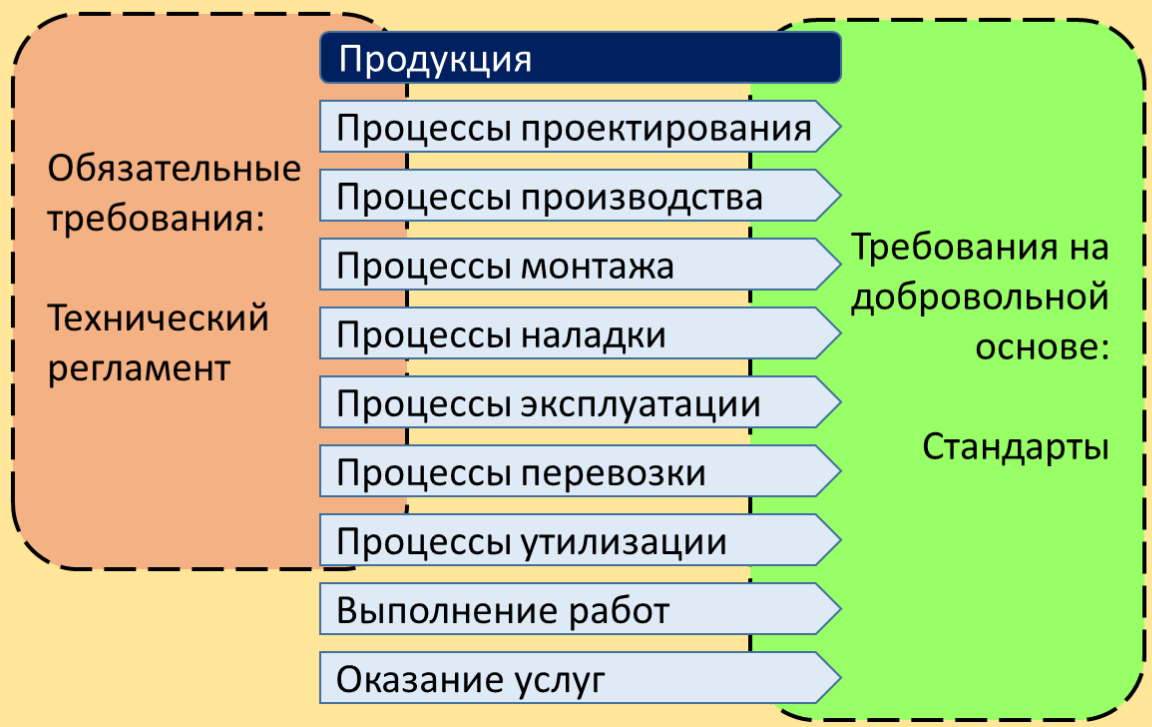 Обязательные
требования:
Технический
регламент
Продукция
Процессы проектирования
Процессы производства
Процессы монтажа
Процессы наладки
Процессы эксплуатации
Процессы перевозки
Процессы утилизации
Выполнение работ
Оказание услуг
Требования на
добровольной
основе:
Стандарты